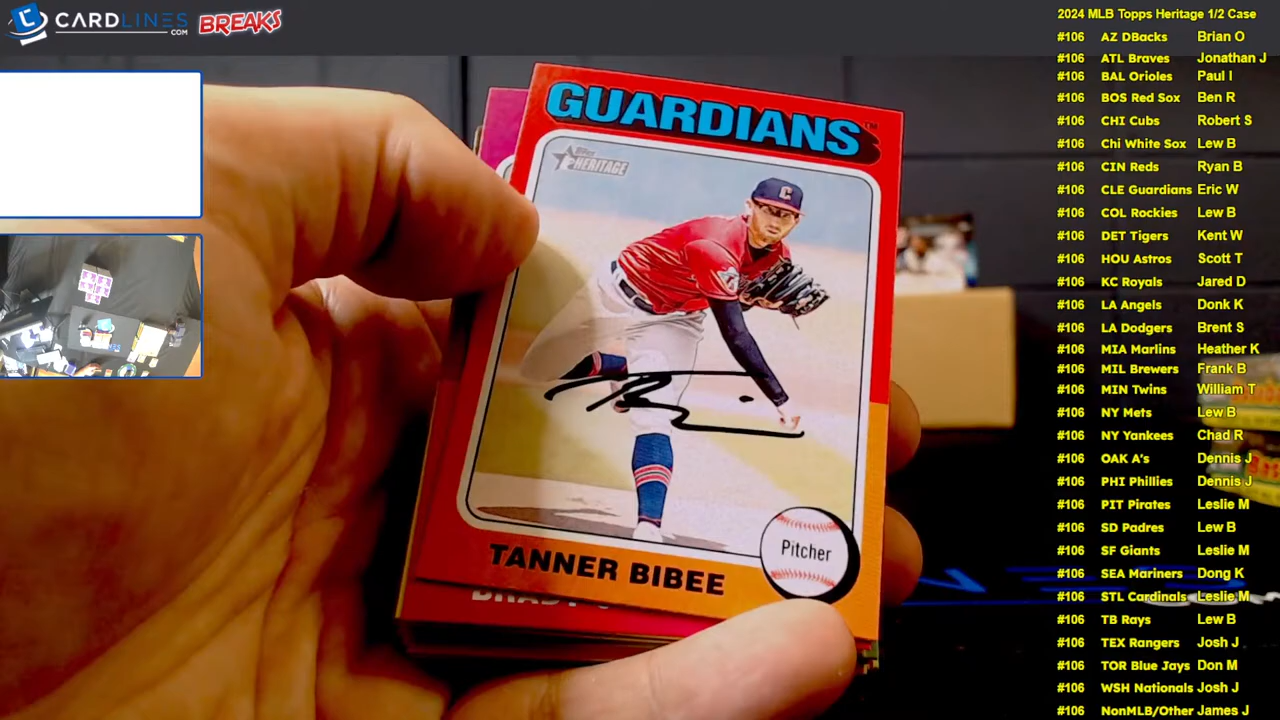 CARDLINES
.COM
BREAKS
GUARDIANS™
Topps
HERITAGE
C
Pitcher
TANNER BIBEE
2024 MLB Topps Heritage 1/2 Case
#106 AZ DBacks Brian O
#106 ATL Braves Jonathan J
#106 BAL Orioles Paul I
#106 BOS Red Sox Ben R
#106 CHI Cubs Robert S
#106 Chi White Sox Lew B
#106 CIN Reds Ryan B
#106 CLE Guardians Eric W
#106 COL Rockies Lew B
#106 DET Tigers Kent W
#106 HOU Astros Scott T
#106 KC Royals Jared D
#106 LA Angels Donk K
#106 LA Dodgers Brent S
#106 MIA Marlins Heather K
#106 MIL Brewers Frank B
#106 MIN Twins William T
#106 NY Mets Lew B
#106 NY Yankees Chad R
#106 OAK A's Dennis J
#106 PHI Phillies Dennis J
#106 PIT Pirates Leslie M
#106 SD Padres Lew B
#106 SF Giants Leslie M
#106 SEA Mariners Dong K
#106 STL Cardinals Leslie M
#106 TB Rays Lew B
#106 TEX Rangers Josh J
#106 TOR Blue Jays Don M
#106 WSH Nationals Josh J
#106 NonMLB/Other James J